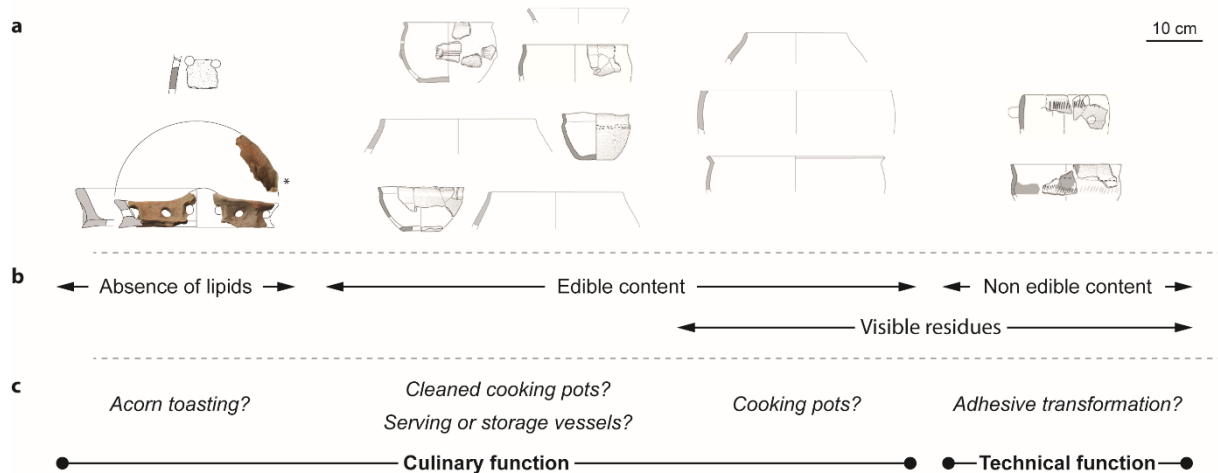 a
10 cm
*
b
Absence of lipids
Edible content
Non edible content
Visible residues
c
Acorn toasting?
Cleaned cooking pots?
Serving or storage vessels?
Cooking pots?
Adhesive transformation?
Culinary function
Technical function